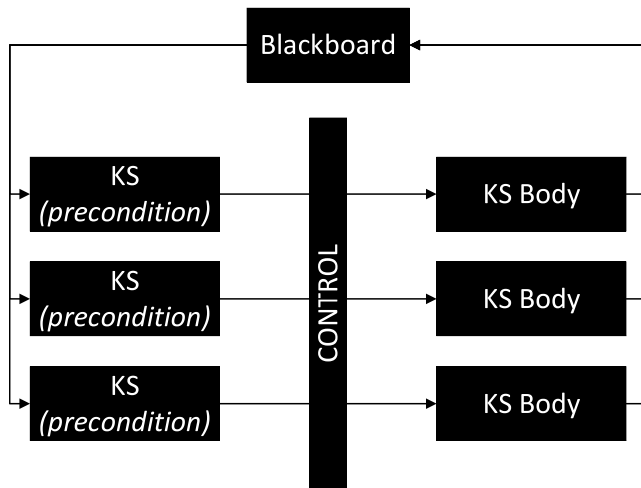 Blackboard
KS
(precondition)
KS Body
KS
(precondition)
KS Body
KS
(precondition)
KS Body
CONTROL